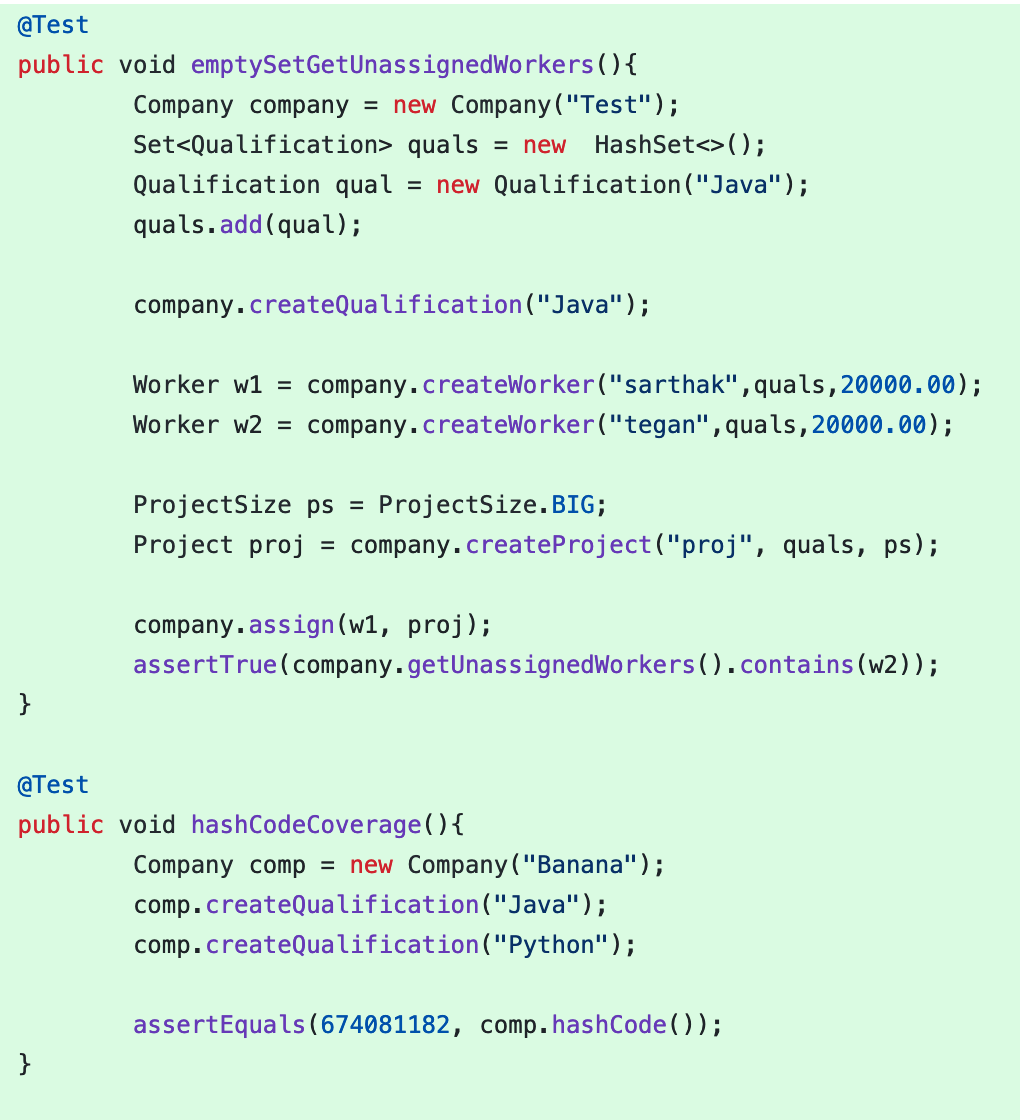 @Test
public void emptySetGetUnassignedWorkers(){
        Company company = new Company("Test");
        Set<Qualification> quals = new  HashSet<>();
        Qualification qual = new Qualification("Java");
        quals.add(qual);

        company.createQualification("Java");

        Worker w1 = company.createWorker("sarthak",quals,20000.00);
        Worker w2 = company.createWorker("tegan",quals,20000.00);

        ProjectSize ps = ProjectSize.BIG;
        Project proj = company.createProject("proj", quals, ps);

        company.assign(w1, proj);
        assertTrue(company.getUnassignedWorkers().contains(w2));
}

@Test
public void hashCodeCoverage(){
        Company comp = new Company("Banana");
        comp.createQualification("Java");
        comp.createQualification("Python");

        assertEquals(674081182, comp.hashCode());
}